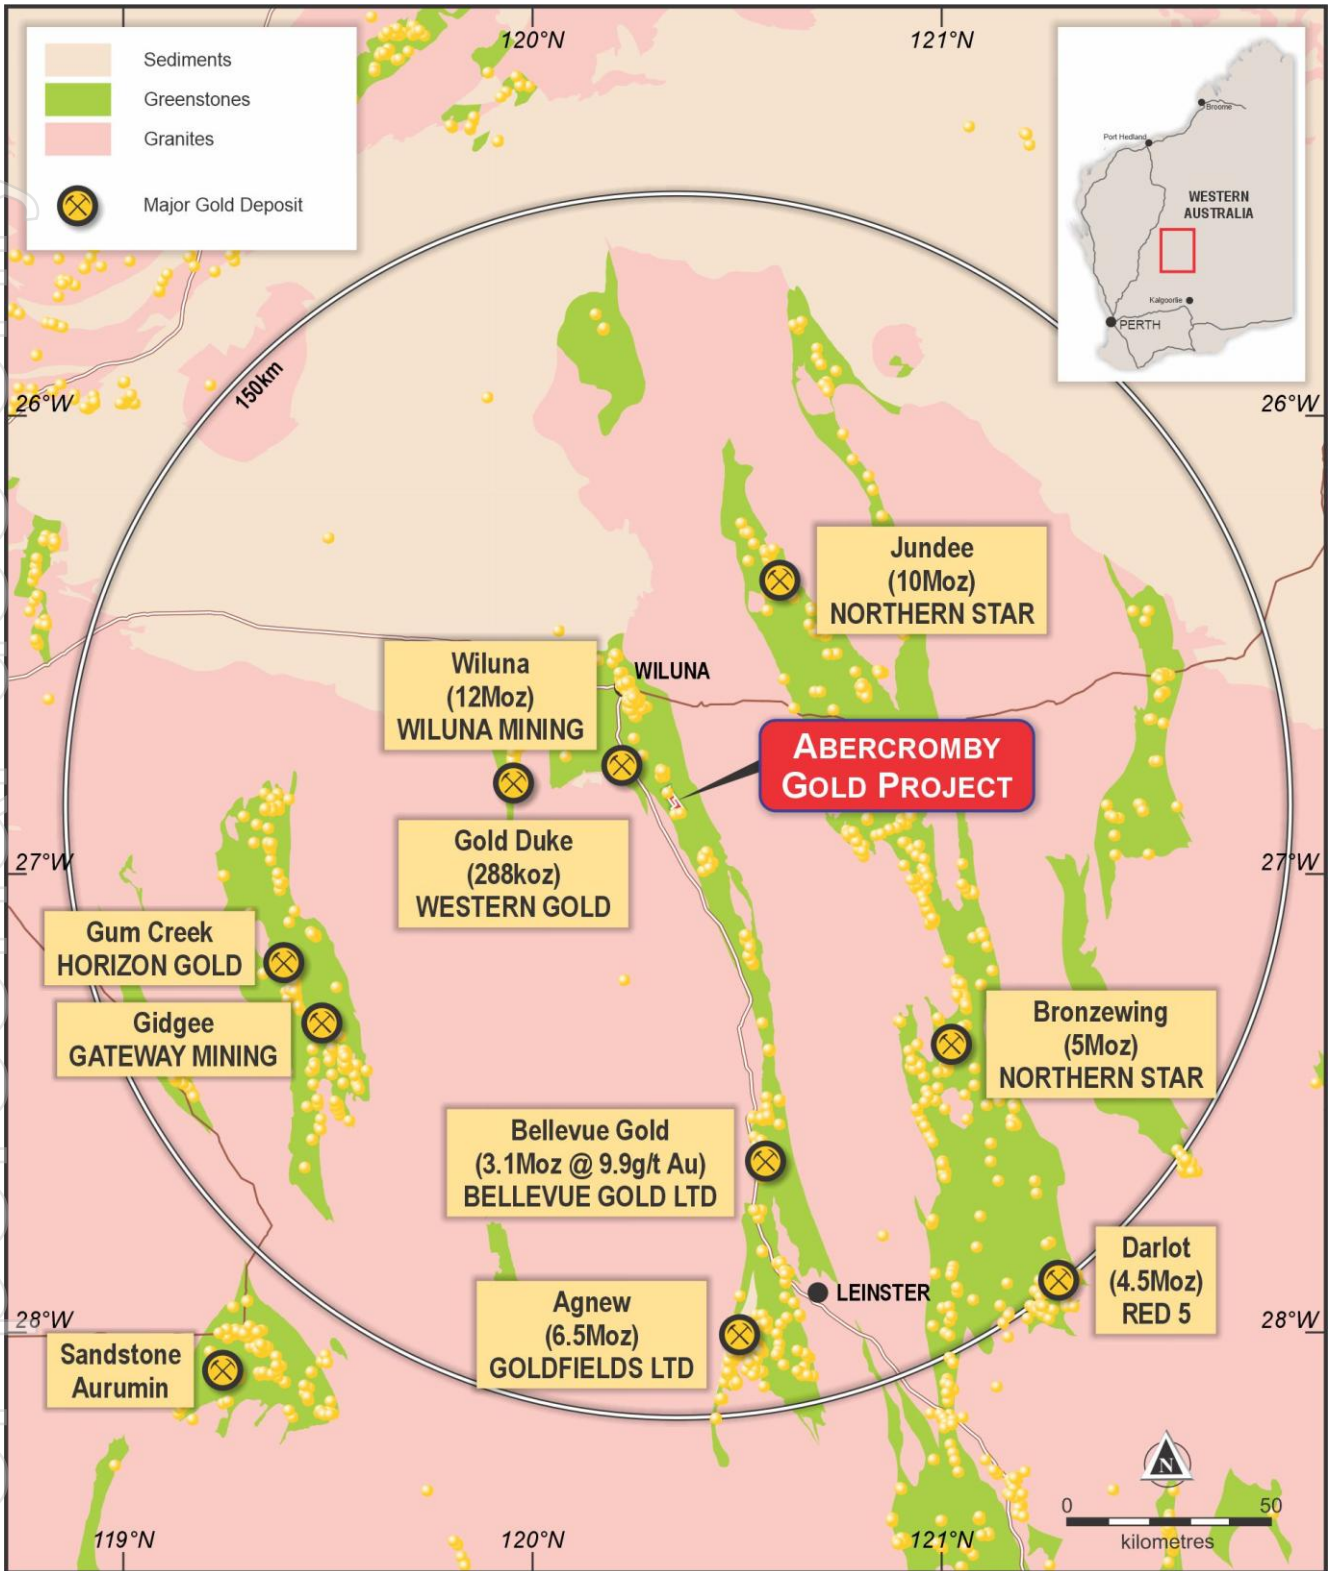 Sediments
Greenstones
Granites
Major Gold Deposit
120°N
121°N
Broome
Port Hedland
WESTERN
AUSTRALIA
Kalgoorlie
PERTH
150km
26°W
26°W
Jundee
(10Moz)
NORTHERN STAR
Wiluna
(12Moz)
WILUNA MINING
WILUNA
ABERCROMBY
GOLD PROJECT
Gold Duke
(288koz)
WESTERN GOLD
27°W
27°W
Gum Creek
HORIZON GOLD
Gidgee
GATEWAY MINING
Bronzewing
(5Moz)
NORTHERN STAR
Bellevue Gold
(3.1Moz @ 9.9g/t Au)
BELLEVUE GOLD LTD
Darlot
(4.5Moz)
RED 5
LEINSTER
Agnew
(6.5Moz)
GOLDFIELDS LTD
28°W
28°W
Sandstone
Aurumin
N
0 50
kilometres
119°N
120°N
121°N